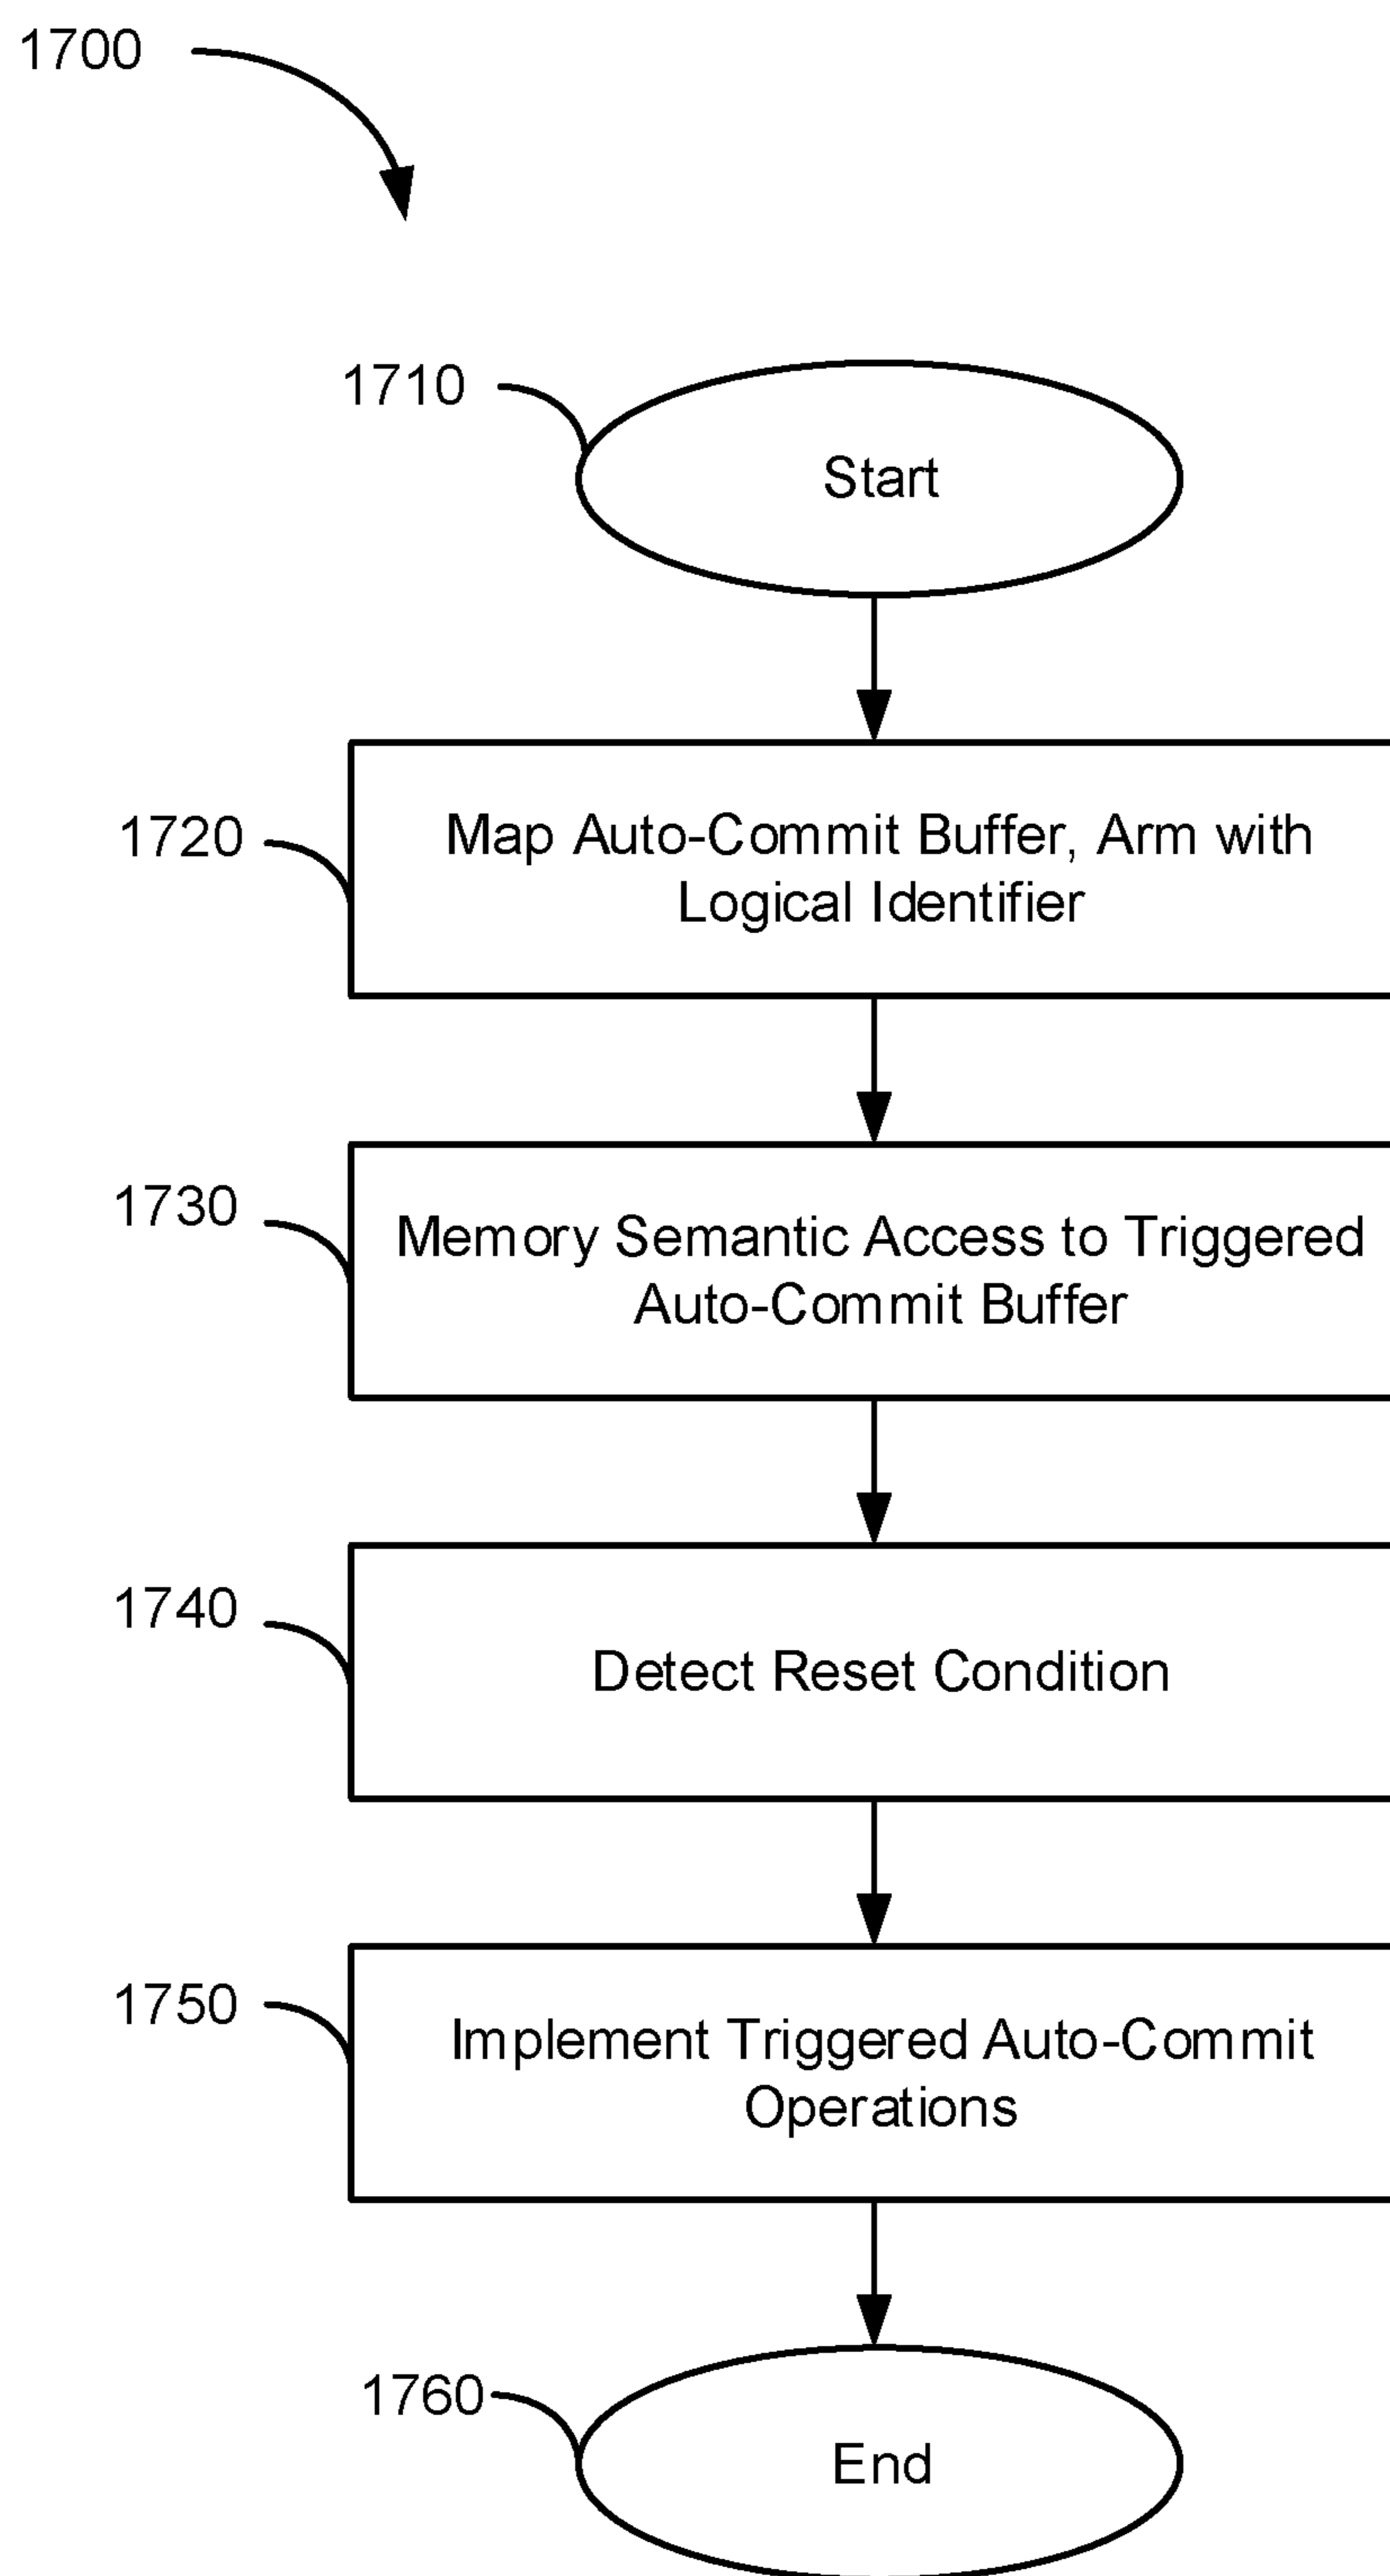 1700
1710
Start
1720
Map Auto-Commit Buffer, Arm with
Logical Identifier
1730
Memory Semantic Access to Triggered
Auto-Commit Buffer
1740
Detect Reset Condition
1750
Implement Triggered Auto-Commit
Operations
1760
End